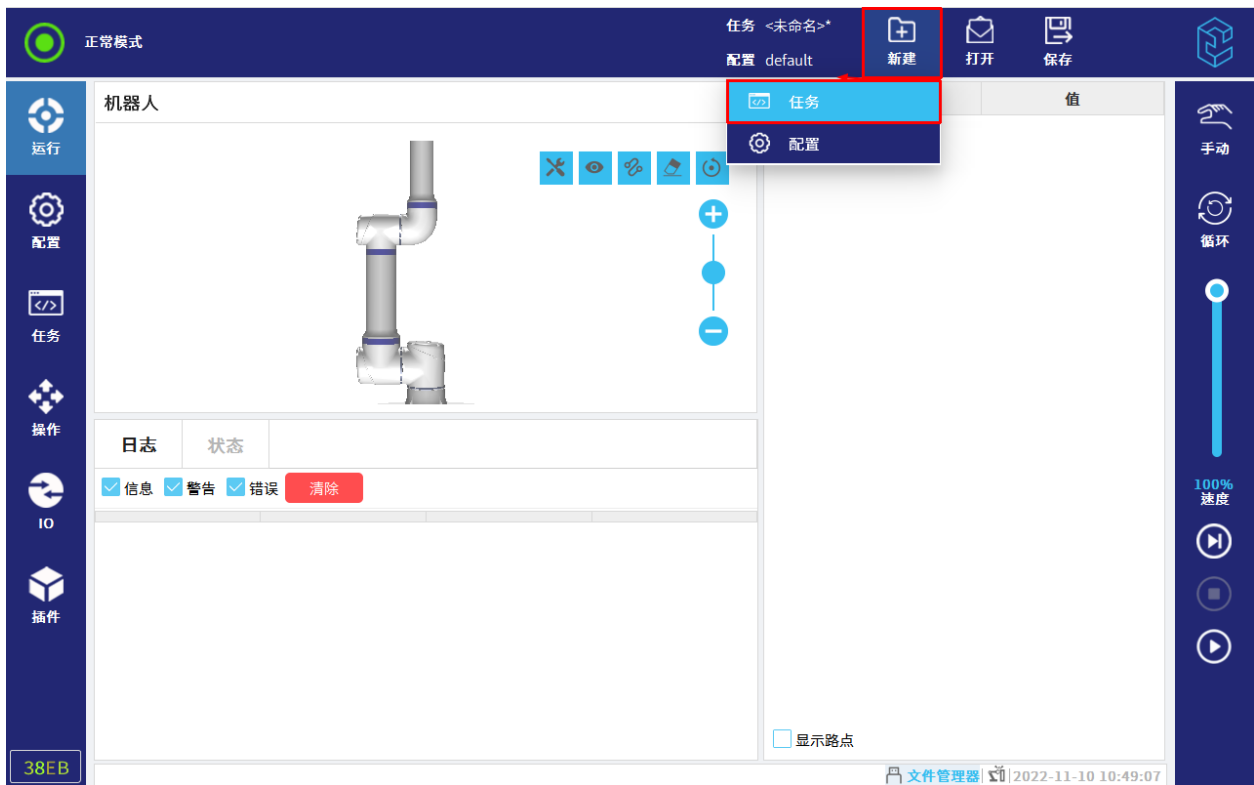 正常模式
任务 <未命名>*
配置 default
新建
打开
保存
任务
配置
运行
配置
任务
操作
IO
插件
38EB
机器人
值
日志
状态
信息
警告
错误
清除
显示路点
文件管理器
2022-11-10 10:49:07
手动
循环
100%
速度